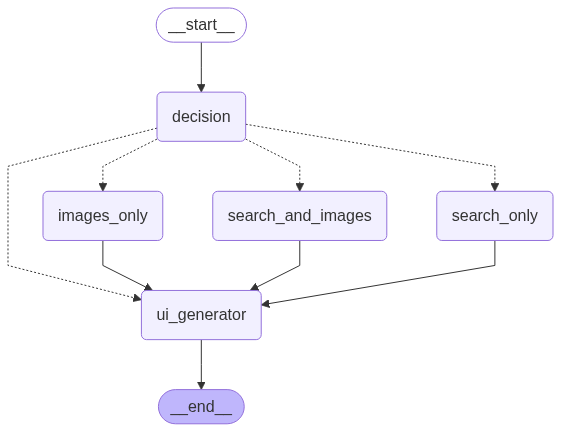 __start__
decision
images_only
search_and_images
search_only
ui_generator
__end__